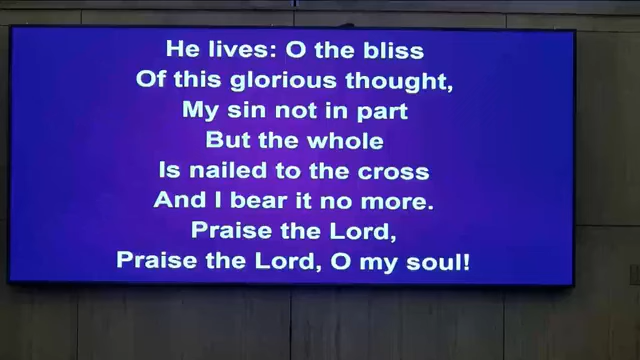 He lives: O the bliss
Of this glorious thought,
My sin not in part
But the whole
Is nailed to the cross
And I bear it no more.
Praise the Lord,
Praise the Lord, O my soul!